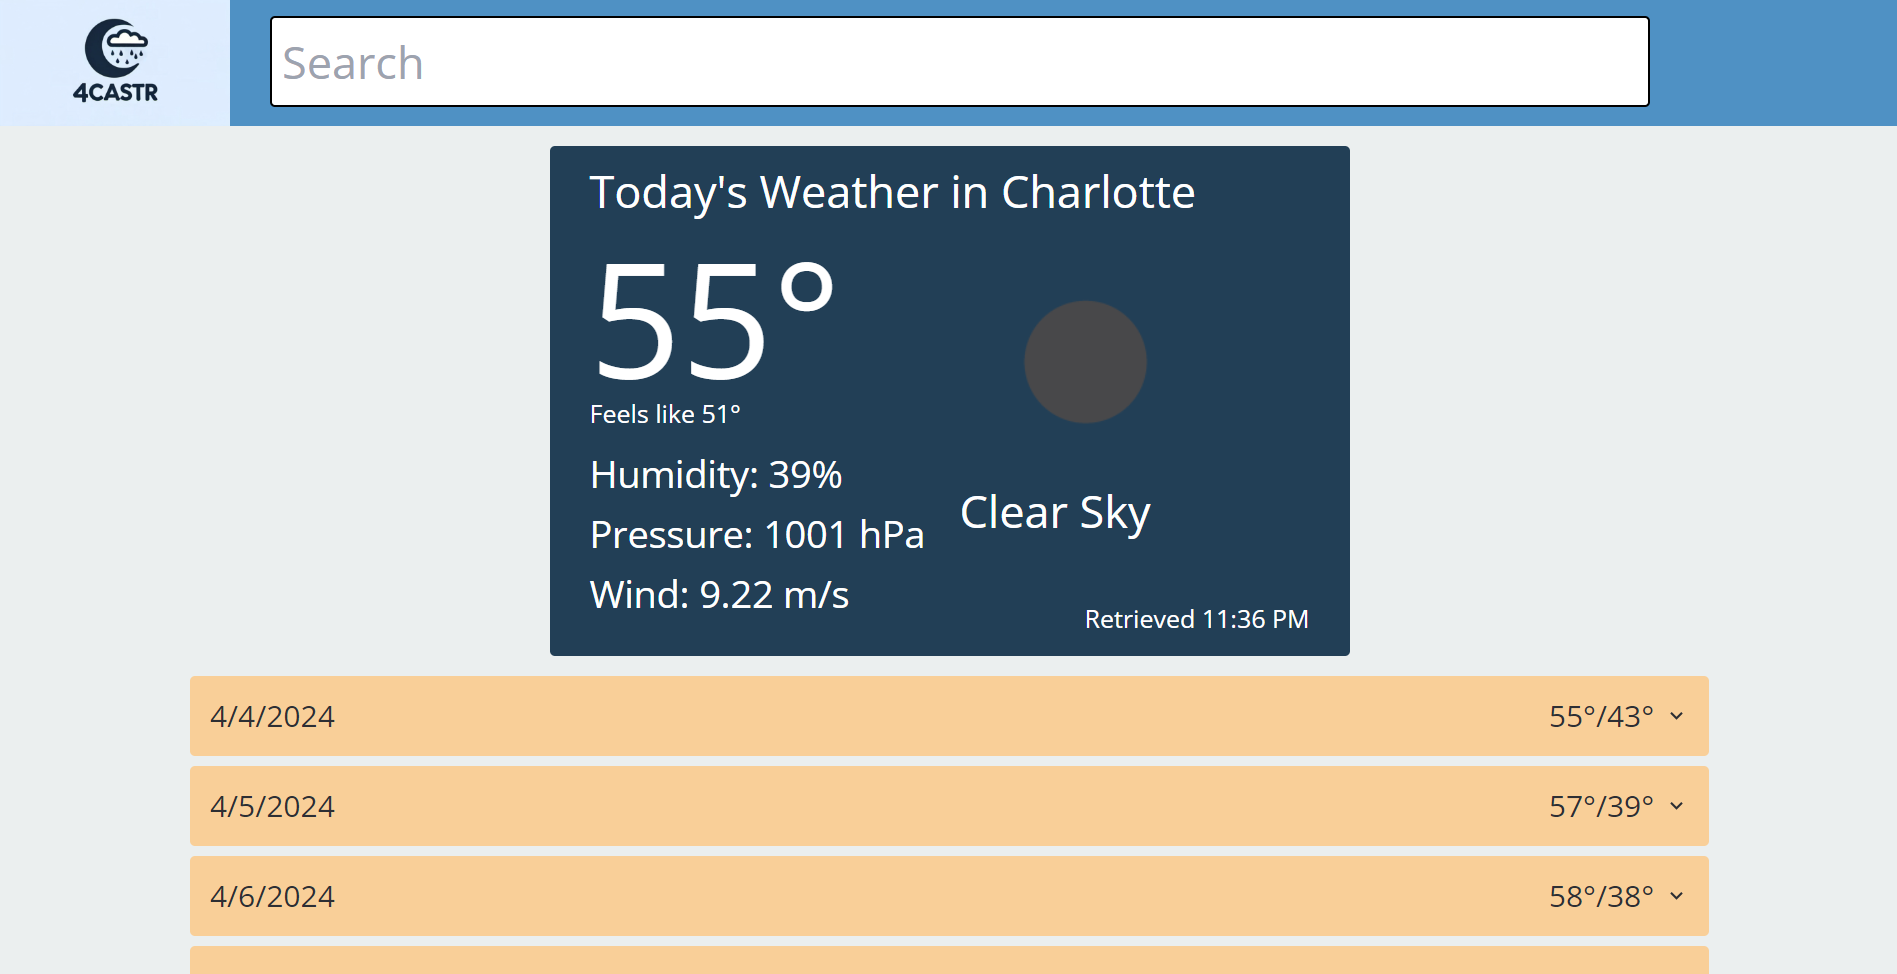 4CASTR
Search
Today's Weather in Charlotte
55°
Feels like 51°
Humidity: 39%
Pressure: 1001 hPa
Wind: 9.22 m/s
Clear Sky
Retrieved 11:36 PM
4/4/2024 55°/43°
4/5/2024 57°/39°
4/6/2024 58°/38°